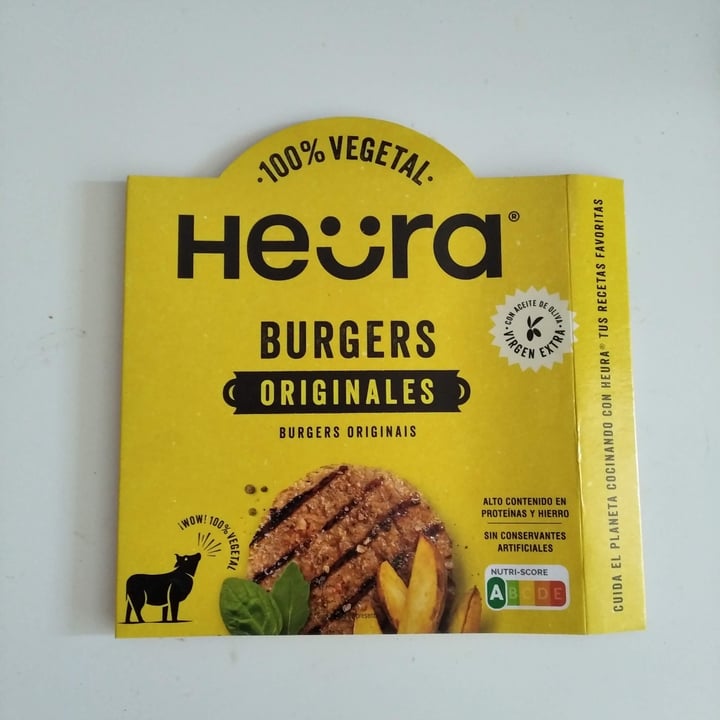 ·100% VEGETAL·
Heüra®
BURGERS
ORIGINALES
BURGERS ORIGINAIS
·CON ACEITE DE OLIVA·
VIRGEN EXTRA
ALTO CONTENIDO EN
PROTEÍNAS Y HIERRO
SIN CONSERVANTES
ARTIFICIALES
NUTRI-SCORE
A B C D E
¡WOW! 100% VEGETAL
CUIDA EL PLANETA COCINANDO CON HEURA® TUS RECETAS FAVORITAS